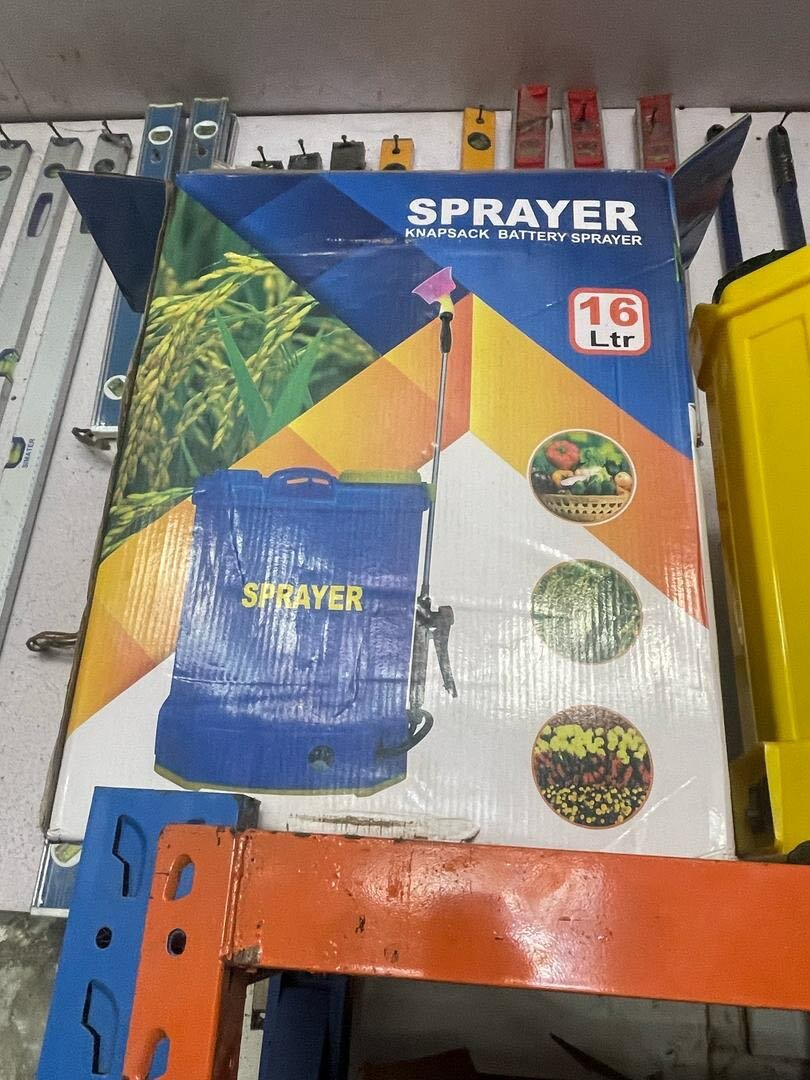 SPRAYER
KNAPSACK BATTERY SPRAYER
16
Ltr
SPRAYER